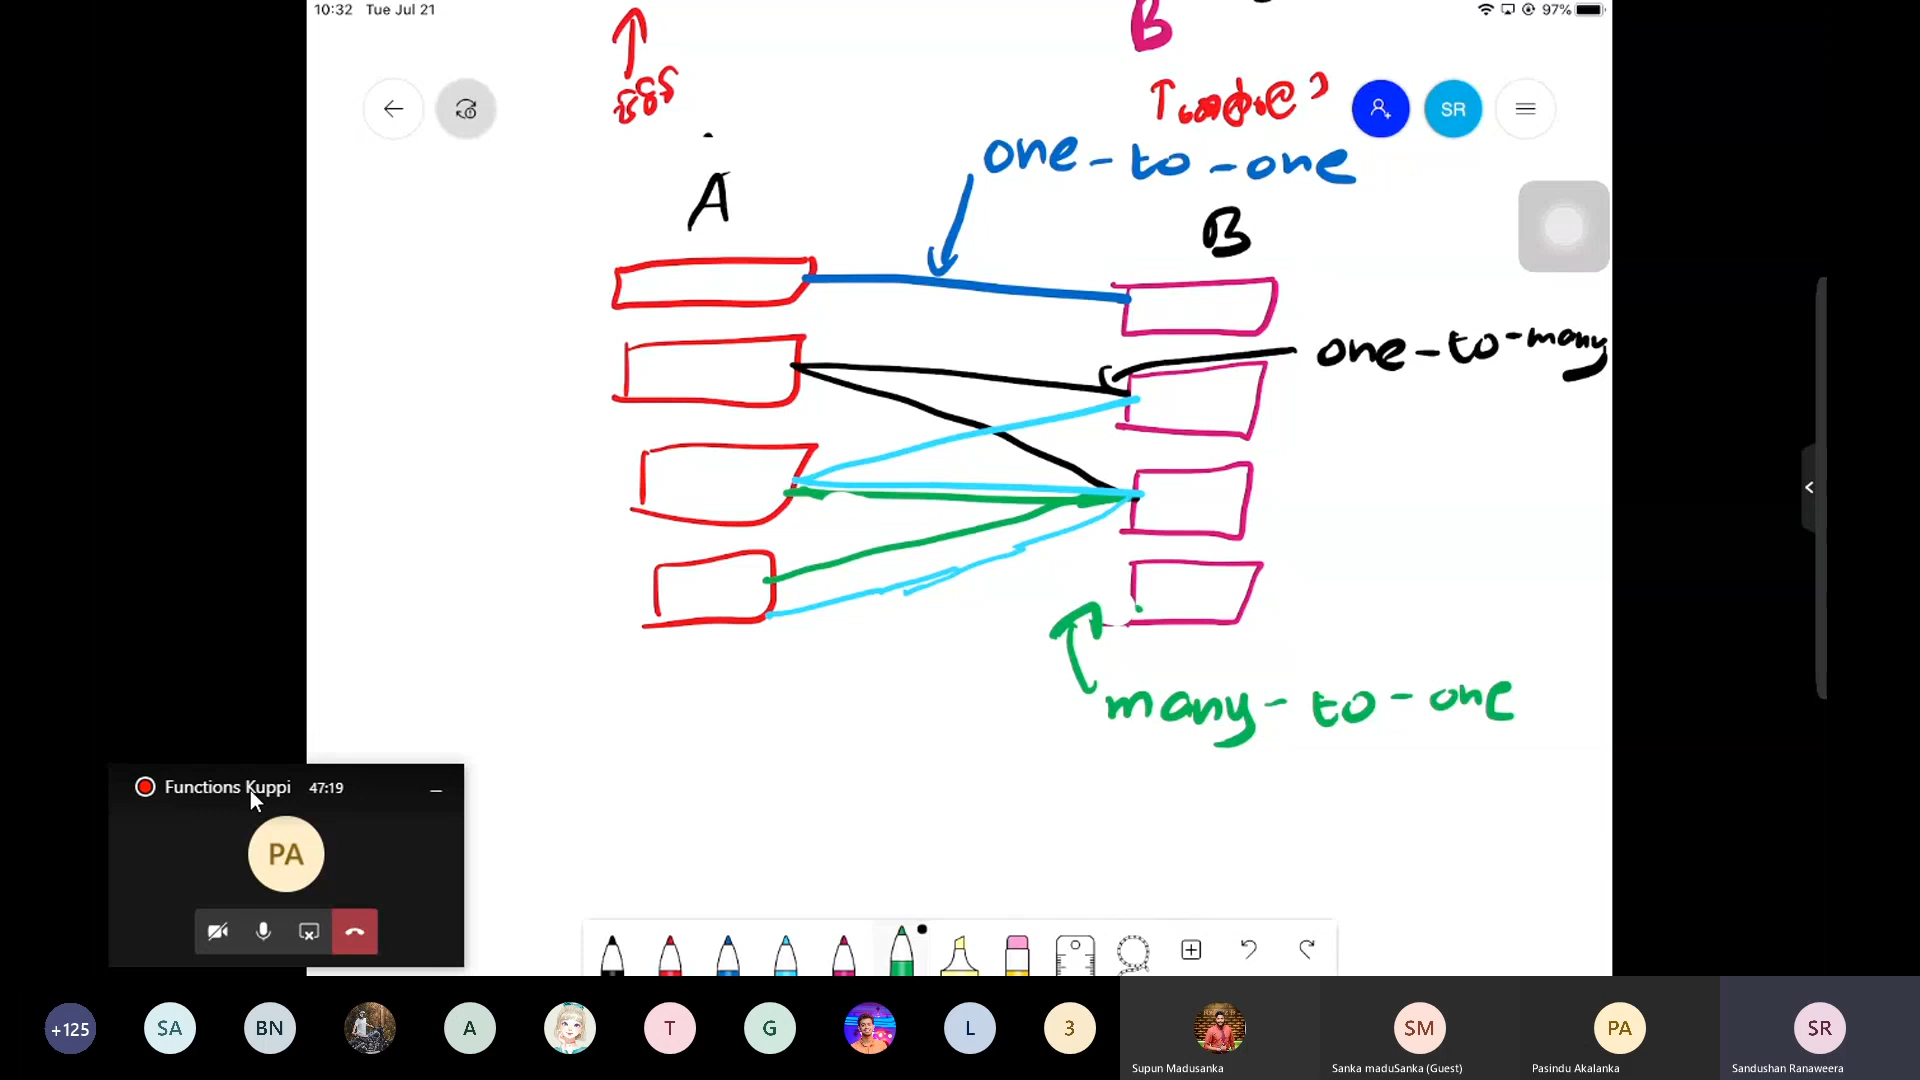 10:32 Tue Jul 21
97%
B
SR
one-to-one
A
B
one-to-many
many-to-one
Functions Kuppi 47:19
PA
+125
SA
BN
A
T
G
L
3
SM
PA
SR
Supun Madusanka
Sanka maduSanka (Guest)
Pasindu Akalanka
Sandushan Ranaweera